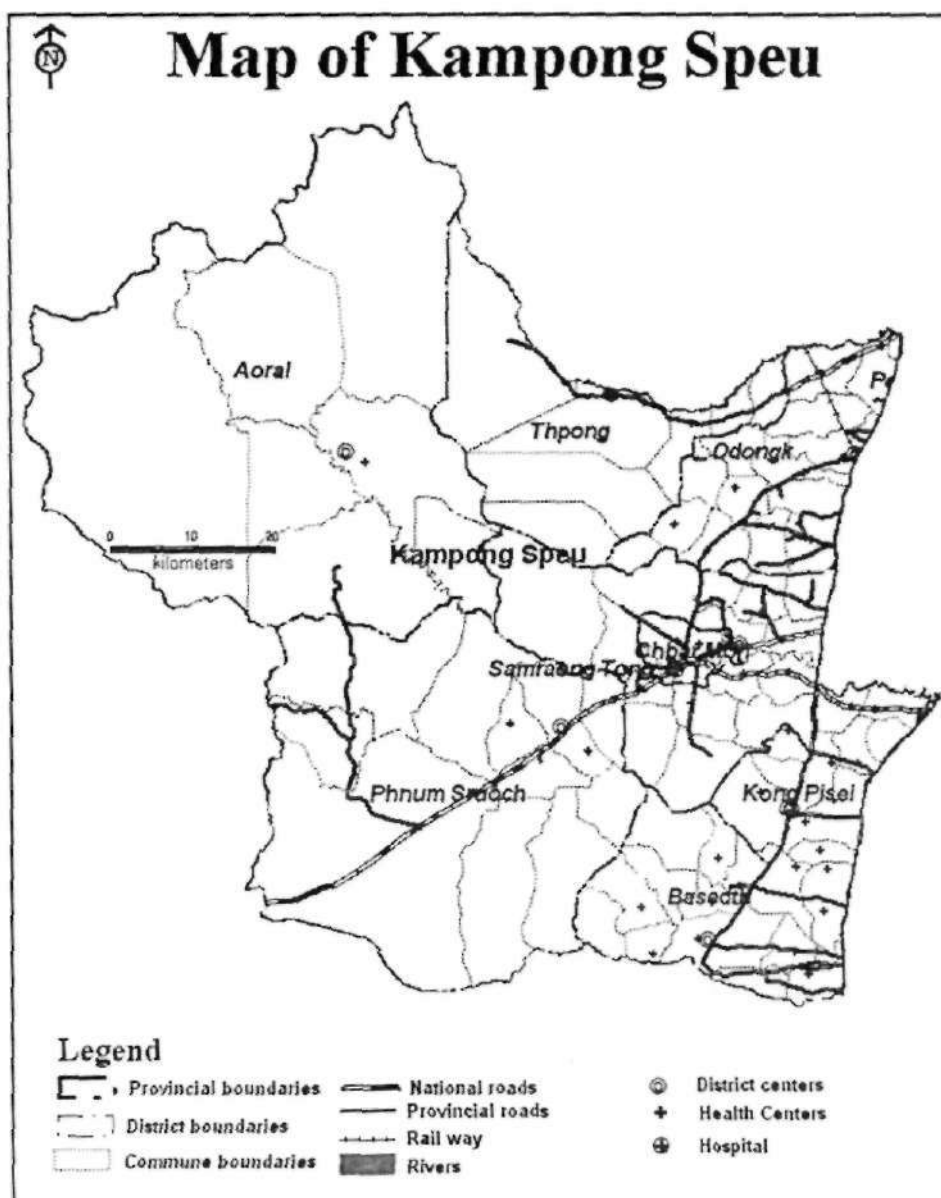 N
Map of Kampong Speu
Aoral
Thpong
Odongk
0 10 20
kilometers
Kampong Speu
Samraong Tong
Phnum Sruoch
Kong Pisei
Basedth
Legend
Provincial boundaries
District boundaries
Commune boundaries
National roads
Provincial roads
Rail way
Rivers
District centers
Health Centers
Hospital